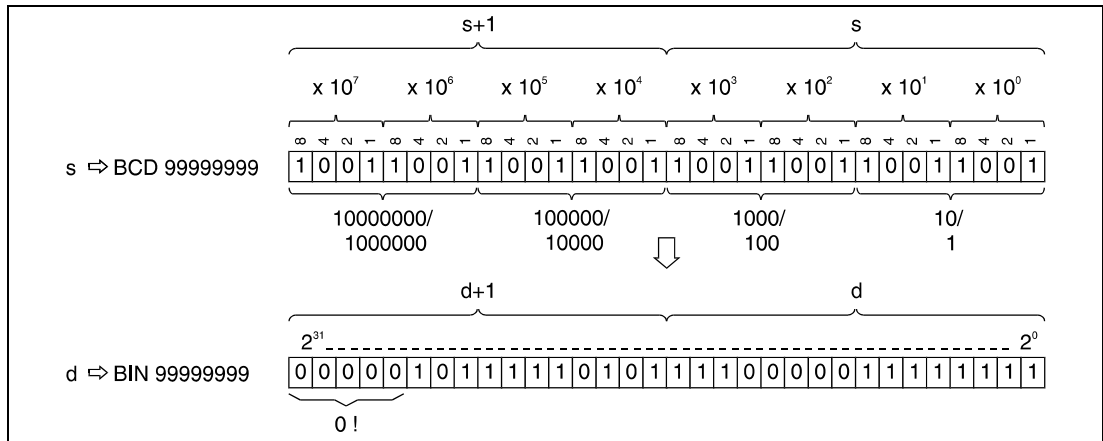 s+1 s
x 10⁷ x 10⁶ x 10⁵ x 10⁴ x 10³ x 10² x 10¹ x 10⁰
8 4 2 1 8 4 2 1 8 4 2 1 8 4 2 1 8 4 2 1 8 4 2 1 8 4 2 1 8 4 2 1
s ⇨ BCD 99999999 1 0 0 1 1 0 0 1 1 0 0 1 1 0 0 1 1 0 0 1 1 0 0 1 1 0 0 1 1 0 0 1
10000000/ 100000/ 1000/ 10/
1000000 10000 100 1
d+1 d
2³¹ 2⁰
d ⇨ BIN 99999999 0 0 0 0 0 1 0 1 1 1 1 1 0 1 0 1 1 1 1 0 0 0 0 0 1 1 1 1 1 1 1 1
0 !